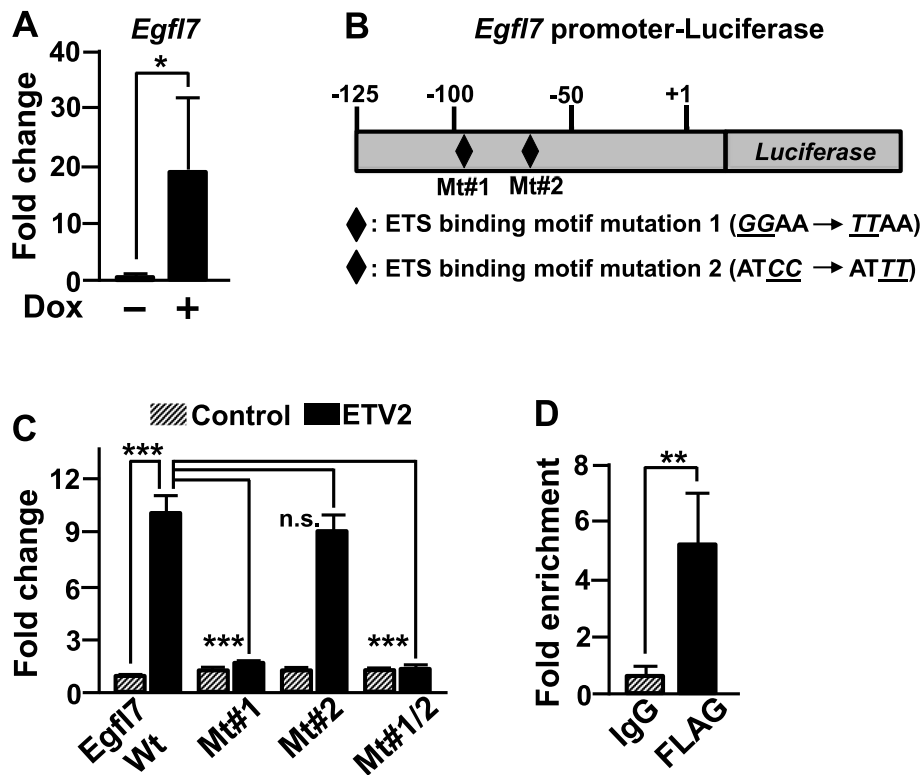 A
Egfl7
*
Fold change
40
30
20
10
0
Dox
− +
B
Egfl7 promoter-Luciferase
-125 -100 -50 +1
Luciferase
Mt#1 Mt#2
◆: ETS binding motif mutation 1 (GGAA → TTAA)
◆: ETS binding motif mutation 2 (ATCC → ATTT)
C
Control ETV2
***
n.s.
*** ***
Fold change
12
9
6
3
0
Egfl7 Wt
Mt#1
Mt#2
Mt#1/2
D
**
Fold enrichment
8
6
4
2
0
IgG
FLAG